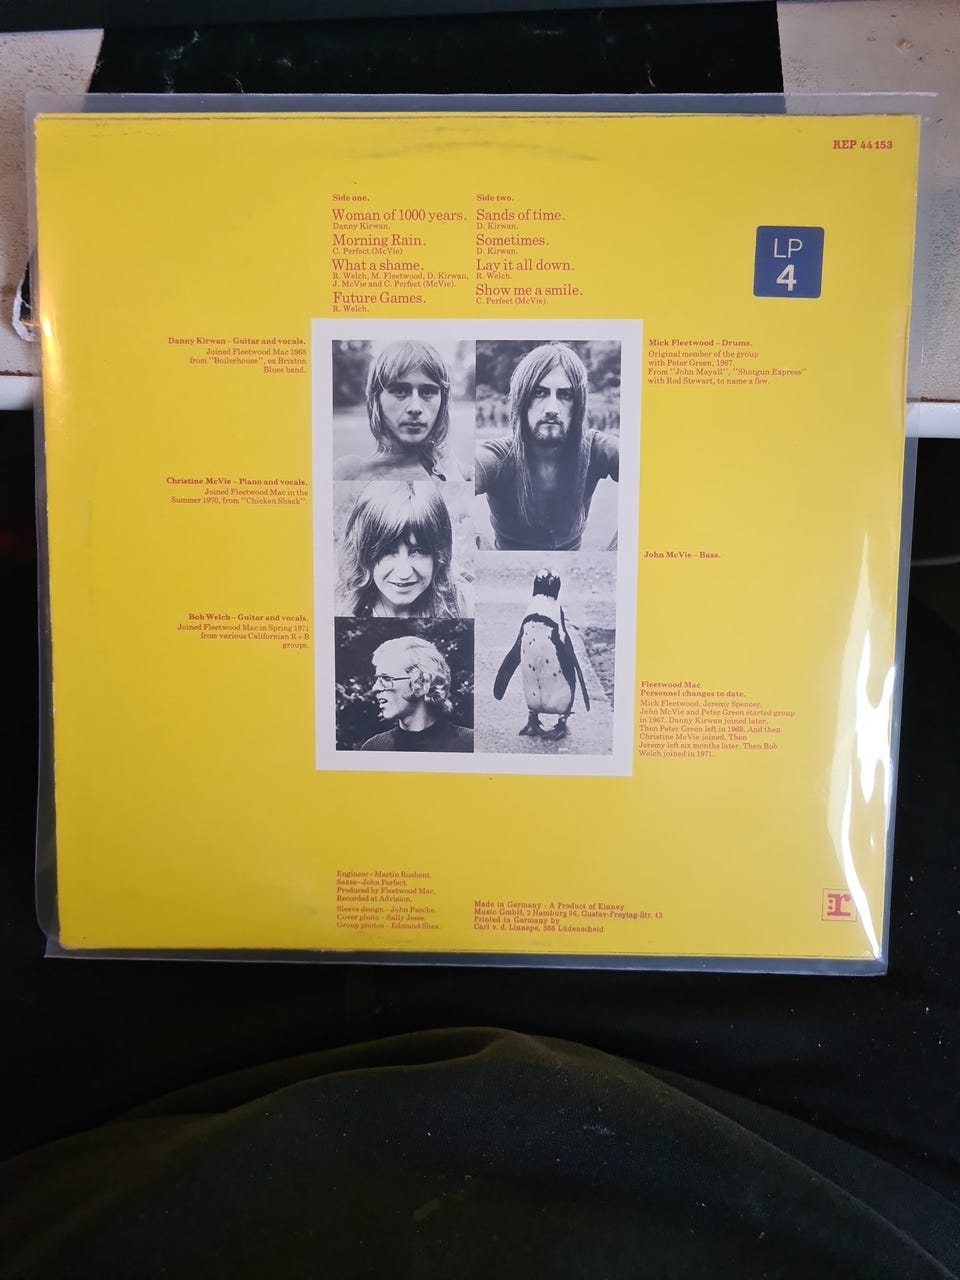 REP 44 153
Side one.
Woman of 1000 years.
Danny Kirwan.
Morning Rain.
C. Perfect (McVie)
What a shame.
R. Welch, M. Fleetwood, D. Kirwan,
J. McVie and C. Perfect (McVie).
Future Games.
R. Welch.
Side two.
Sands of time.
D. Kirwan.
Sometimes.
D. Kirwan.
Lay it all down.
R. Welch.
Show me a smile.
C. Perfect (McVie).
LP
4
Danny Kirwan – Guitar and vocals.
Joined Fleetwood Mac 1968
from "Boilerhouse", ex Brixton
Blues band.
Christine McVie – Piano and vocals.
Joined Fleetwood Mac in the
Summer 1970, from "Chicken Shack".
Bob Welch – Guitar and vocals.
Joined Fleetwood Mac in Spring 1971
from various Californian R+B
groups.
Mick Fleetwood – Drums.
Original member of the group
with Peter Green, 1967.
From "John Mayall", "Shotgun Express"
with Rod Stewart, to name a few.
John McVie – Bass.
Fleetwood Mac
Personnel changes to date.
Mick Fleetwood, Jeremy Spencer,
John McVie and Peter Green started group
in 1967. Danny Kirwan joined later.
Then Peter Green left in 1969. And then
Christine McVie joined. Then
Jeremy left six months later. Then Bob
Welch joined in 1971.
Engineer – Martin Rushent.
Saxes – John Perfect.
Produced by Fleetwood Mac.
Recorded at Advision.
Sleeve design – John Pasche.
Cover photo – Sally Jesse.
Group photos – Edmund Shea.
Made in Germany · A Product of Kinney
Music GmbH, 2 Hamburg 76, Gustav-Freytag-Str. 13
Printed in Germany by
Carl v. d. Linnepe, 588 Lüdenscheid
:r